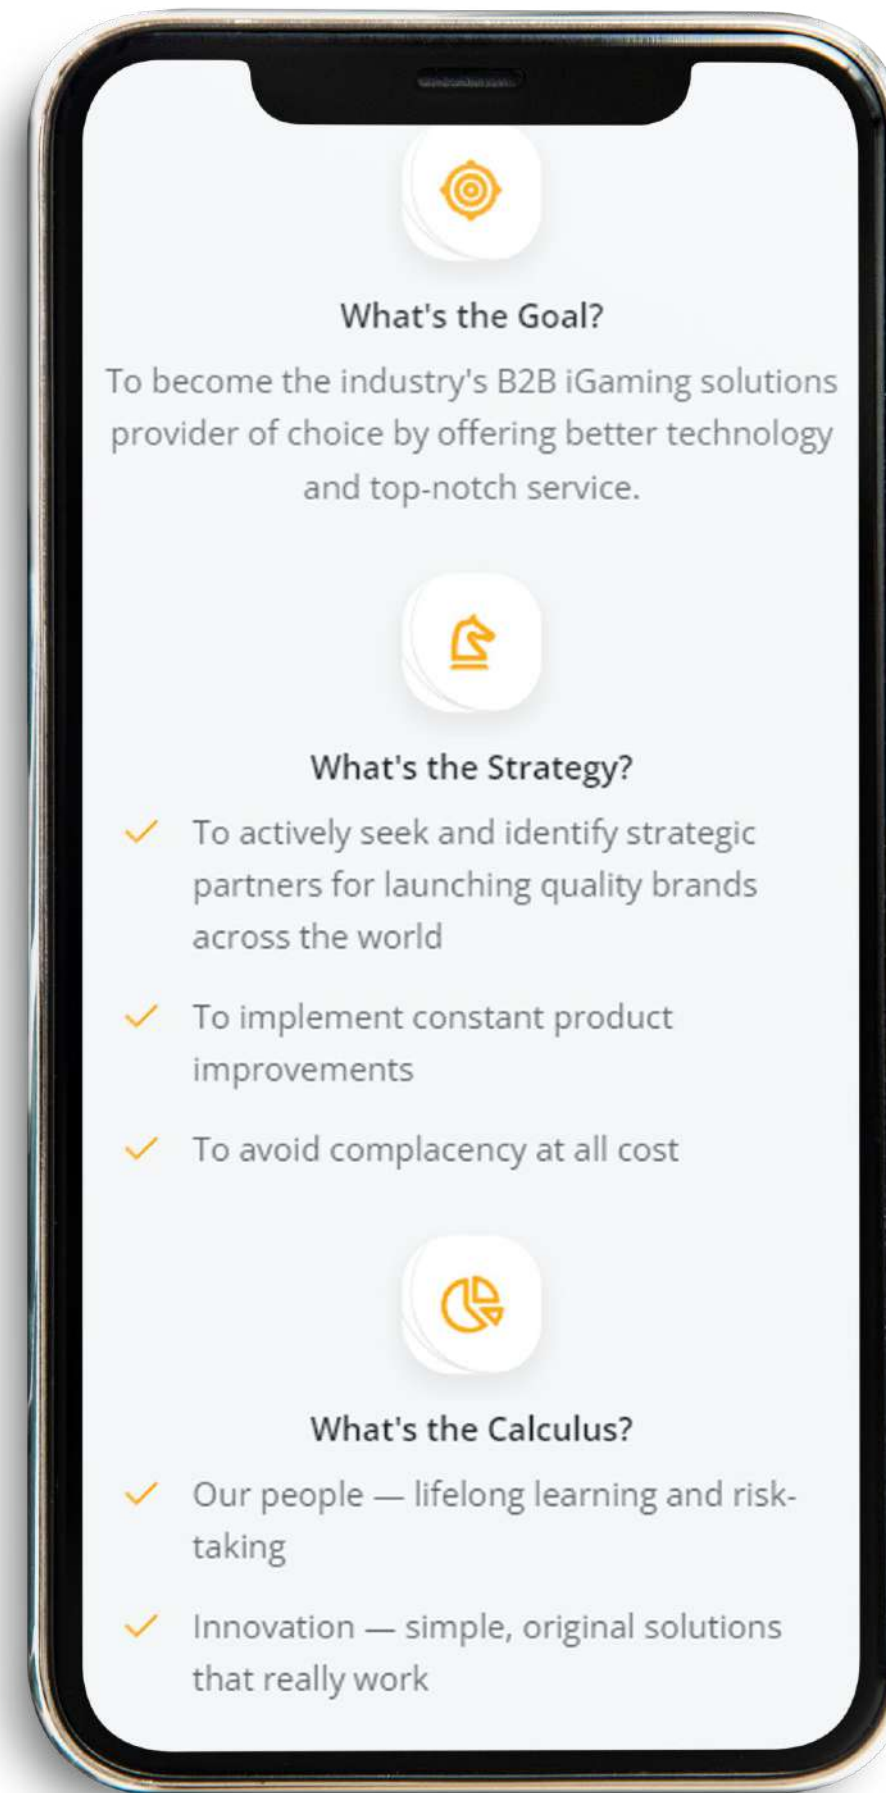 What's the Goal?
To become the industry's B2B iGaming solutions
provider of choice by offering better technology
and top-notch service.
What's the Strategy?
To actively seek and identify strategic
partners for launching quality brands
across the world
To implement constant product
improvements
To avoid complacency at all cost
What's the Calculus?
Our people — lifelong learning and risk-
taking
Innovation — simple, original solutions
that really work